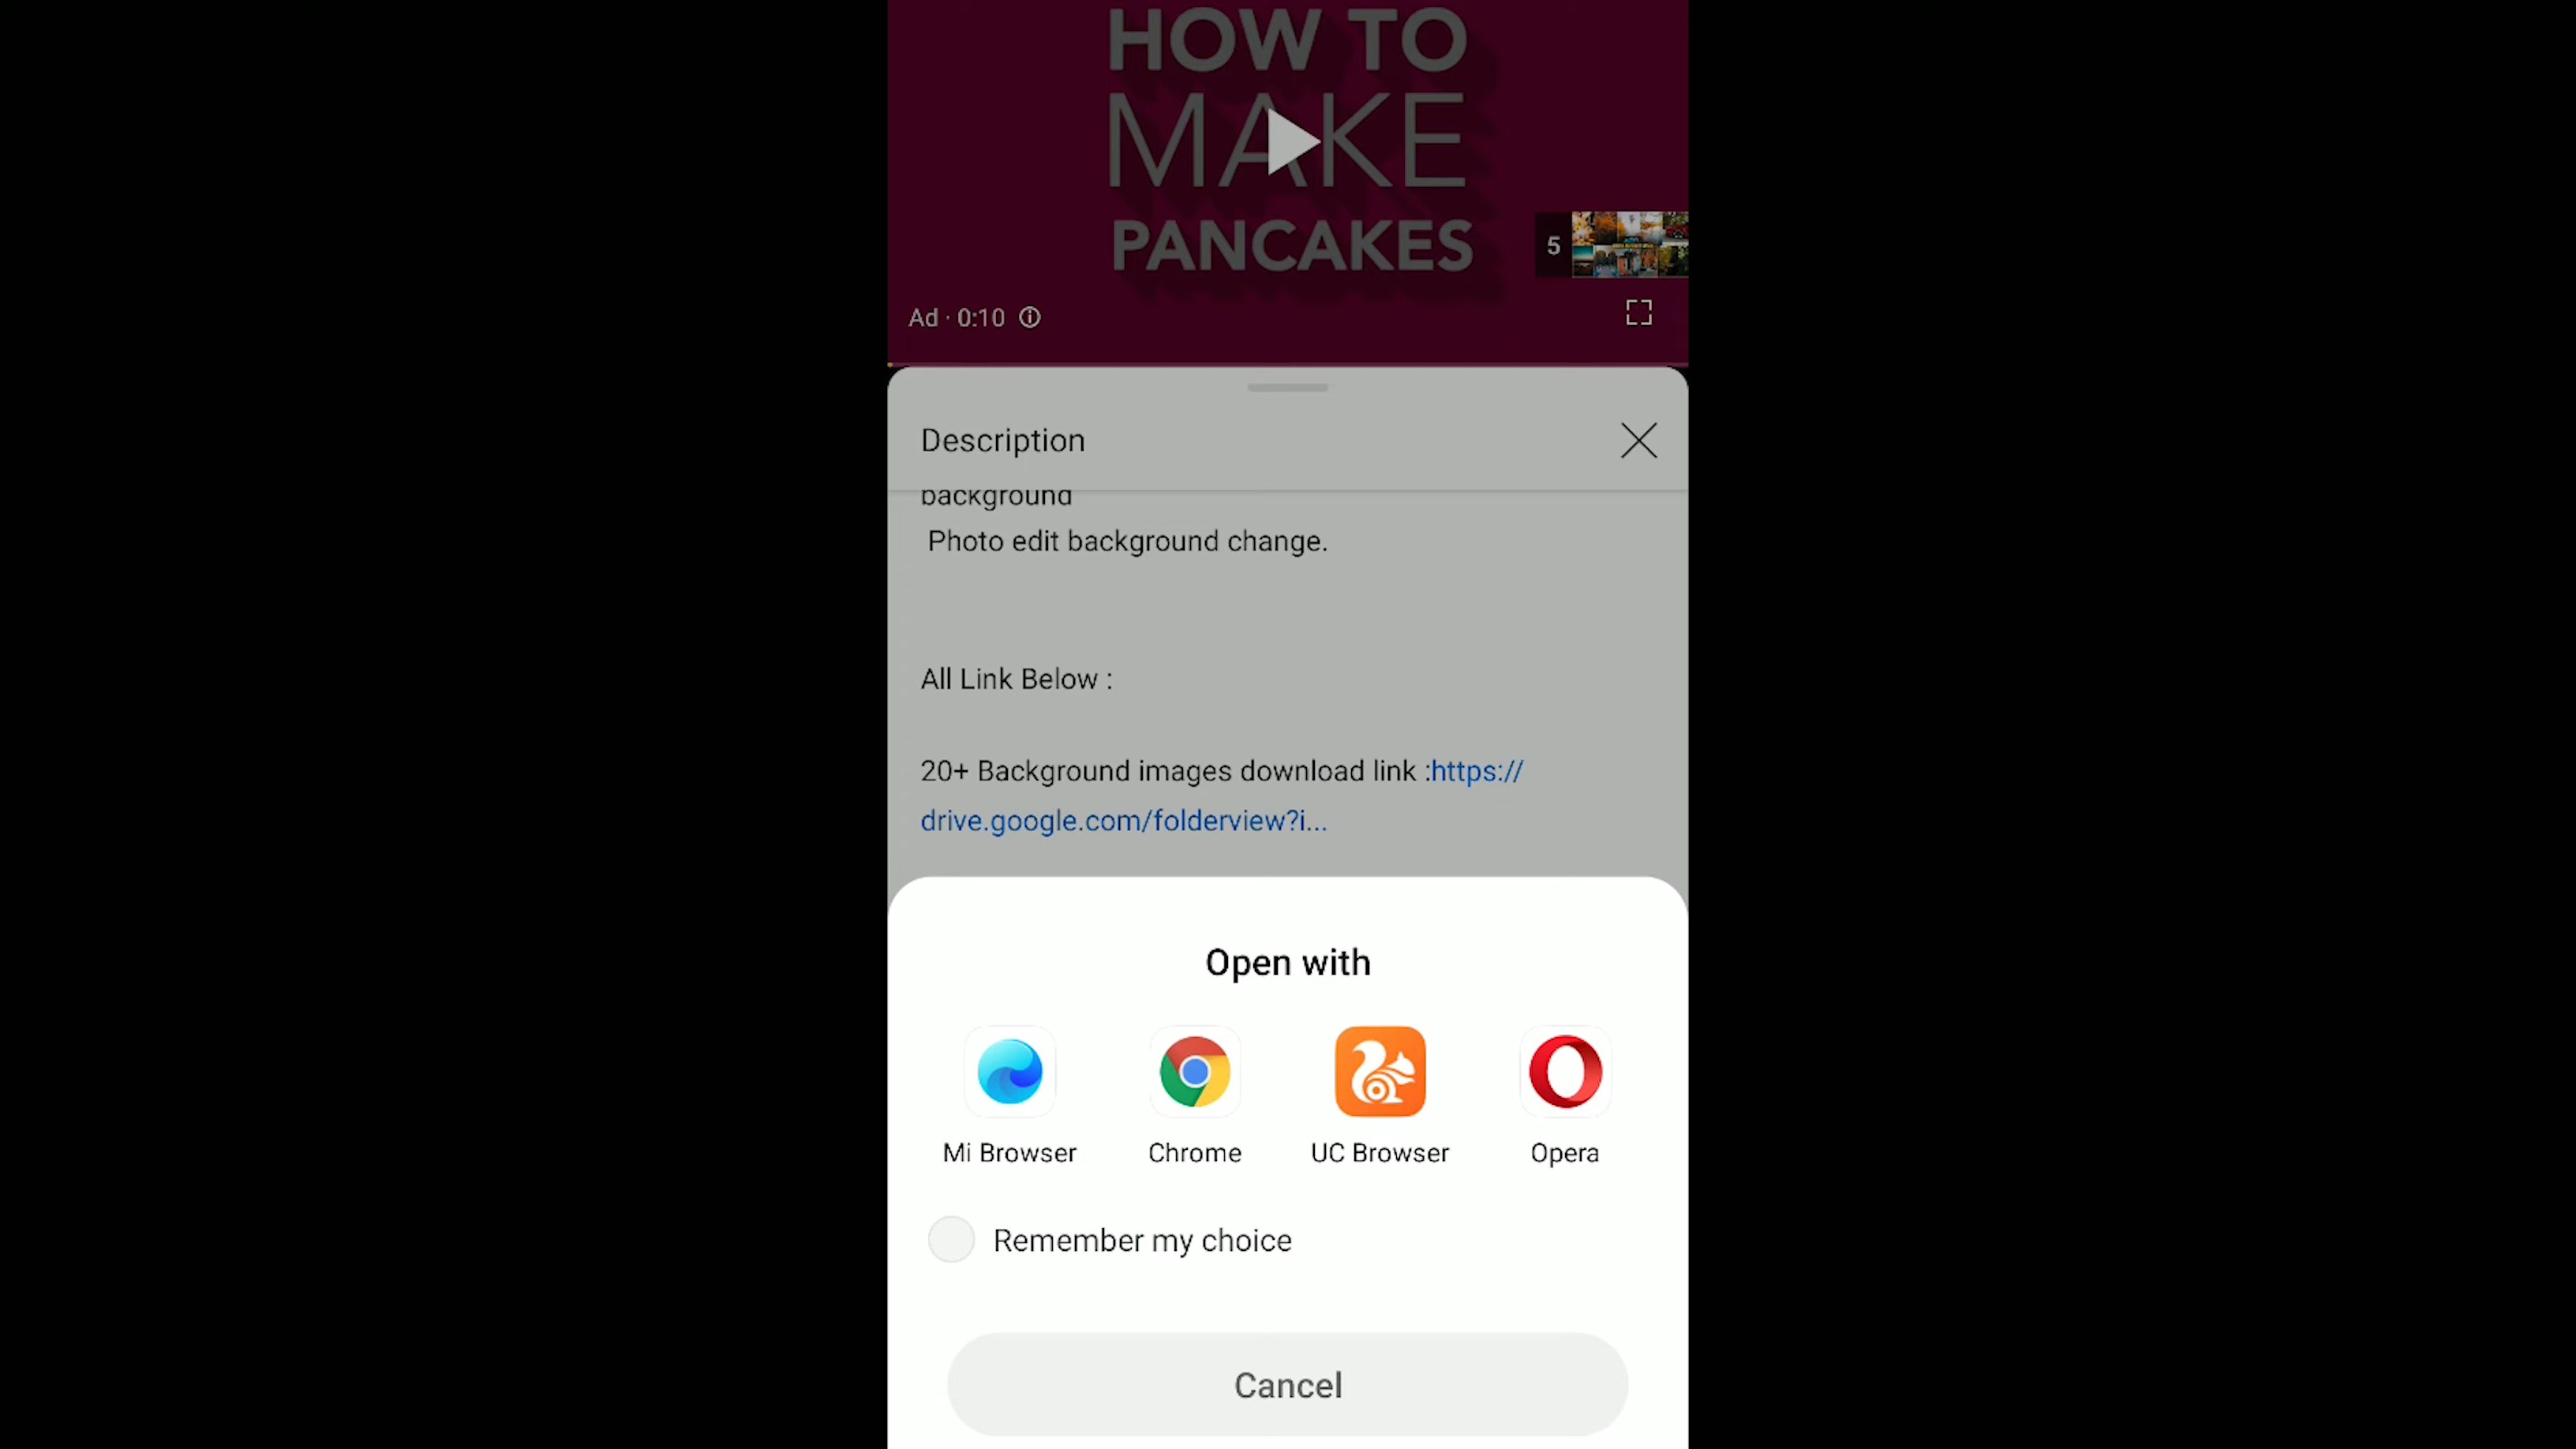 HOW TO
MAKE
PANCAKES
5
Ad · 0:10
Description
background
Photo edit background change.
All Link Below :
20+ Background images download link :https://
drive.google.com/folderview?i...
Open with
Mi Browser
Chrome
UC Browser
Opera
Remember my choice
Cancel